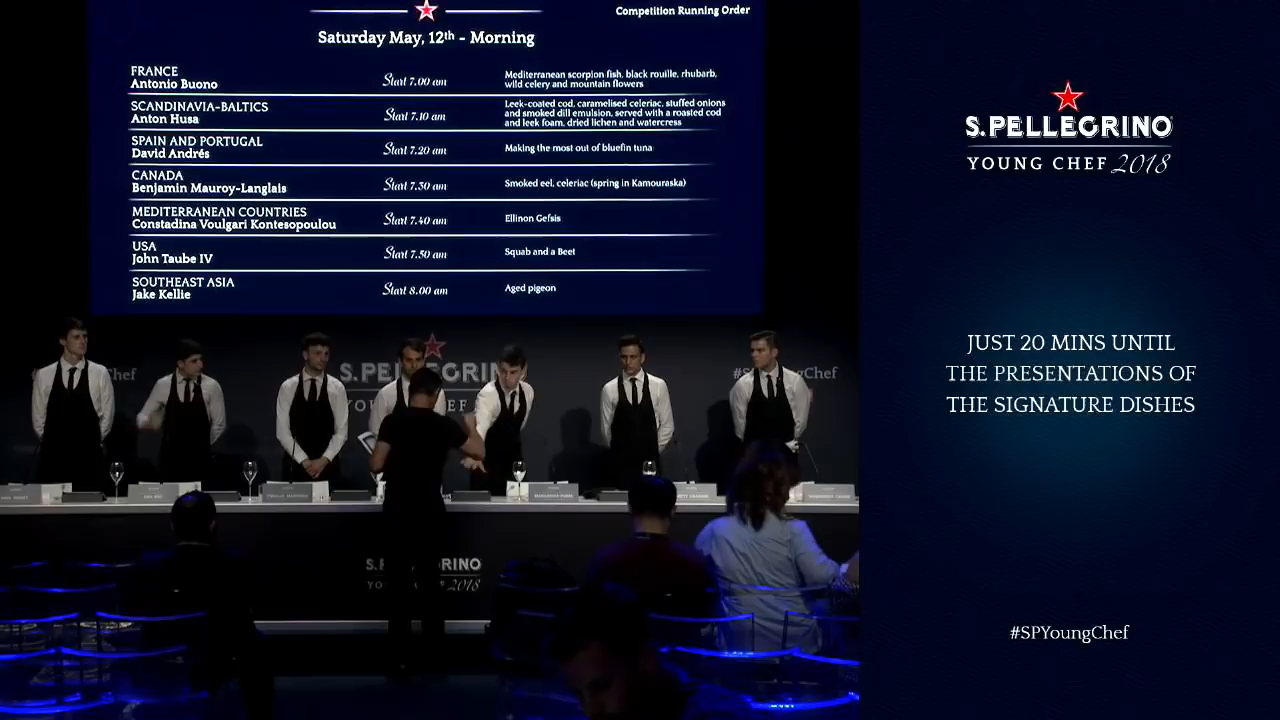 Competition Running Order
Saturday May, 12th - Morning
FRANCE
Antonio Buono
Start 7.00 am
Mediterranean scorpion fish, black rouille, rhubarb,
wild celery and mountain flowers
SCANDINAVIA-BALTICS
Anton Husa
Start 7.10 am
Leek-coated cod, caramelised celeriac, stuffed onions
and smoked dill emulsion, served with a roasted cod
and leek foam, dried lichen and watercress
SPAIN AND PORTUGAL
David Andrés
Start 7.20 am
Making the most out of bluefin tuna
CANADA
Benjamin Mauroy-Langlais
Start 7.30 am
Smoked eel, celeriac (spring in Kamouraska)
MEDITERRANEAN COUNTRIES
Constadina Voulgari Kontesopoulou
Start 7.40 am
Ellinon Gefsis
USA
John Taube IV
Start 7.50 am
Squab and a Beet
SOUTHEAST ASIA
Jake Kellie
Start 8.00 am
Aged pigeon
S.PELLEGRINO
YOUNG CHEF 2018
JUST 20 MINS UNTIL
THE PRESENTATIONS OF
THE SIGNATURE DISHES
#SPYoungChef